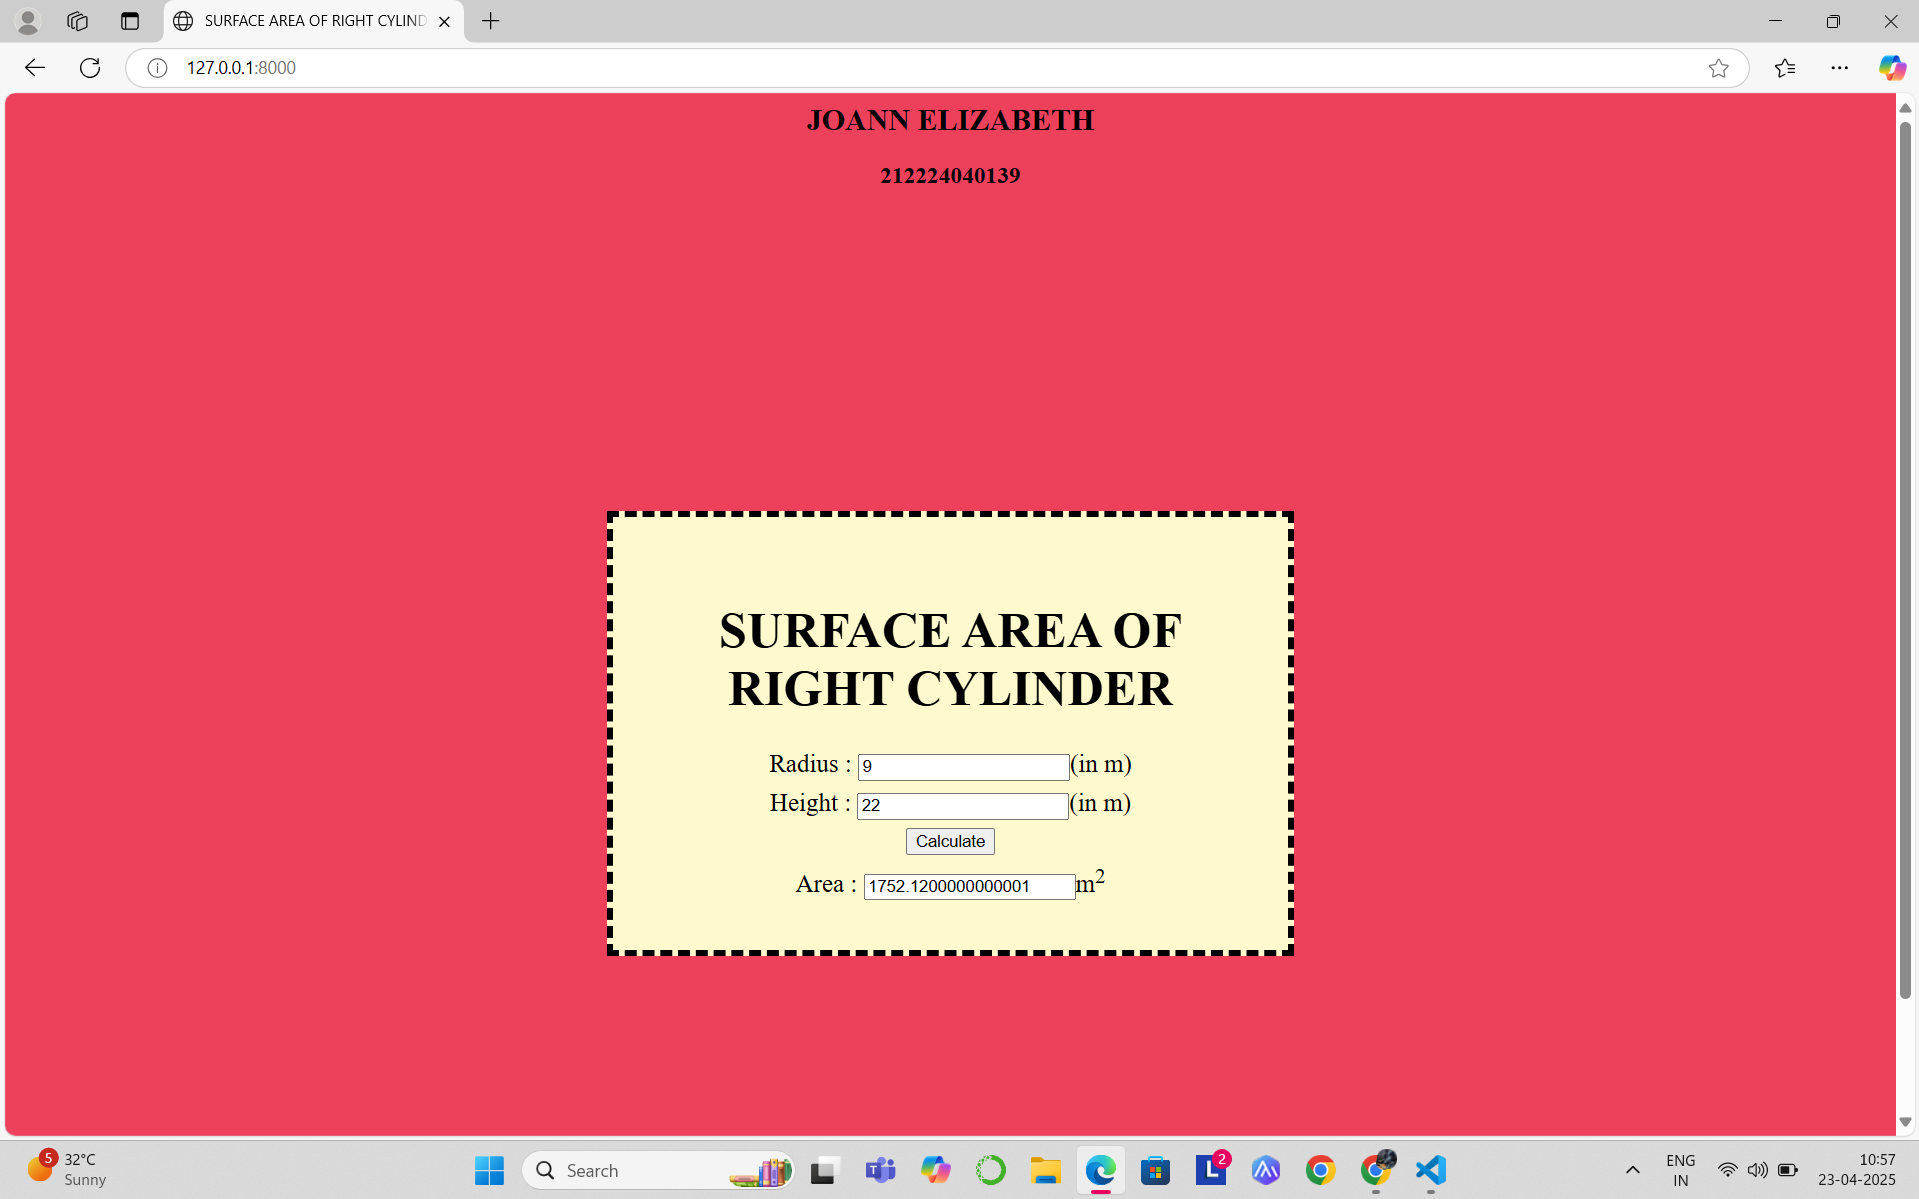 SURFACE AREA OF RIGHT CYLIND
127.0.0.1:8000
JOANN ELIZABETH
212224040139
SURFACE AREA OF
RIGHT CYLINDER
Radius : 9(in m)
Height : 22(in m)
Calculate
Area : 1752.1200000000001m2
5
32°C
Sunny
Search
T
L
2
ENG
IN
10:57
23-04-2025